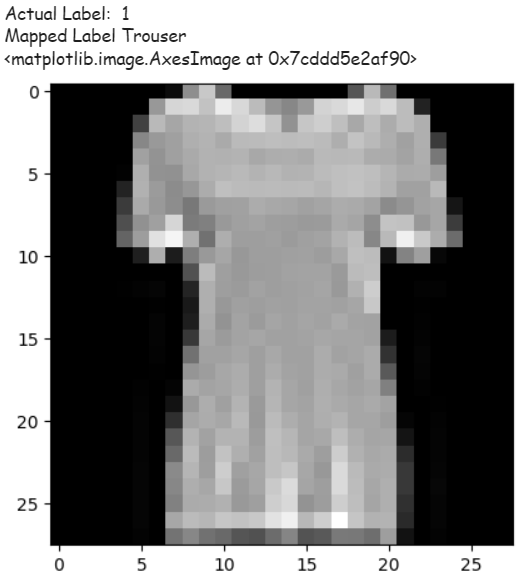 Actual Label: 1
Mapped Label Trouser
<matplotlib.image.AxesImage at 0x7cddd5e2af90>
0
5
10
15
20
25
0 5 10 15 20 25